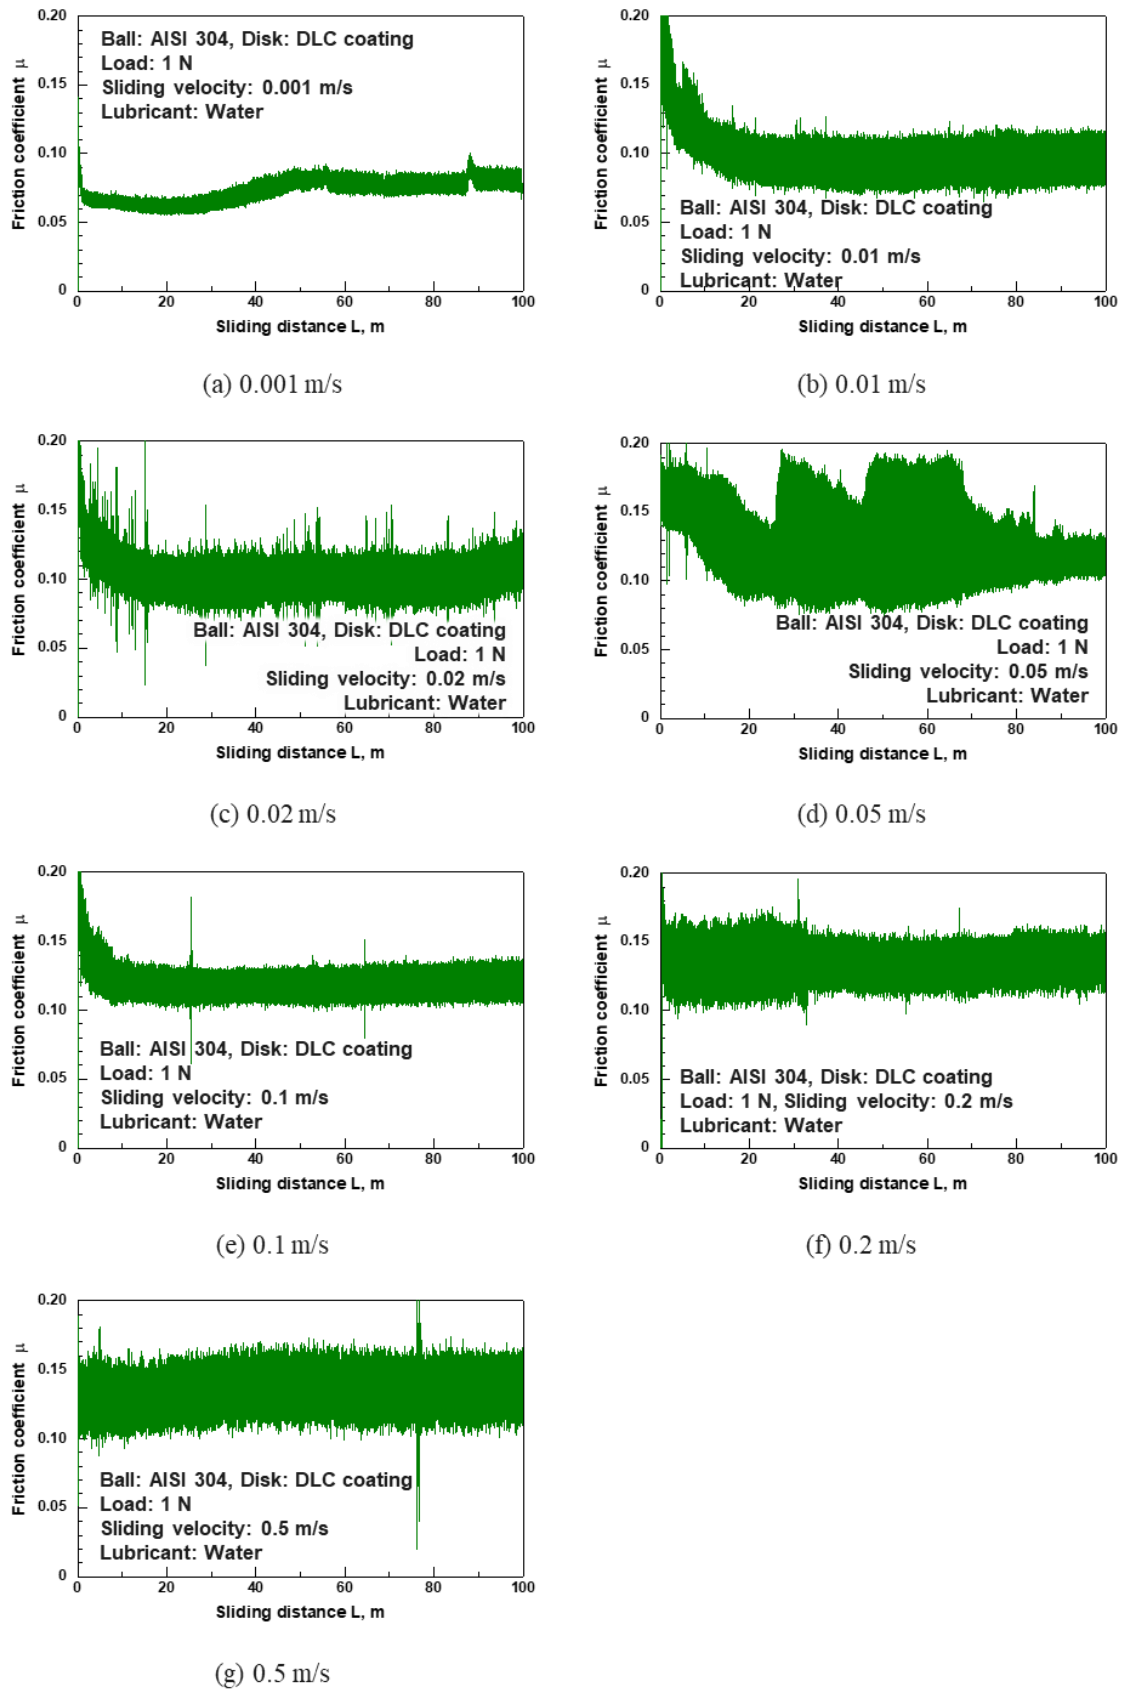 0.20
0.15
0.10
0.05
0
Friction coefficient μ
Ball: AISI 304, Disk: DLC coating
Load: 1 N
Sliding velocity: 0.001 m/s
Lubricant: Water
0 20 40 60 80 100
Sliding distance L, m
(a) 0.001 m/s
0.20
0.15
0.10
0.05
0
Friction coefficient μ
Ball: AISI 304, Disk: DLC coating
Load: 1 N
Sliding velocity: 0.01 m/s
Lubricant: Water
0 20 40 60 80 100
Sliding distance L, m
(b) 0.01 m/s
0.20
0.15
0.10
0.05
0
Friction coefficient μ
Ball: AISI 304, Disk: DLC coating
Load: 1 N
Sliding velocity: 0.02 m/s
Lubricant: Water
0 20 40 60 80 100
Sliding distance L, m
(c) 0.02 m/s
0.20
0.15
0.10
0.05
0
Friction coefficient μ
Ball: AISI 304, Disk: DLC coating
Load: 1 N
Sliding velocity: 0.05 m/s
Lubricant: Water
0 20 40 60 80 100
Sliding distance L, m
(d) 0.05 m/s
0.20
0.15
0.10
0.05
0
Friction coefficient μ
Ball: AISI 304, Disk: DLC coating
Load: 1 N
Sliding velocity: 0.1 m/s
Lubricant: Water
0 20 40 60 80 100
Sliding distance L, m
(e) 0.1 m/s
0.20
0.15
0.10
0.05
0
Friction coefficient μ
Ball: AISI 304, Disk: DLC coating
Load: 1 N, Sliding velocity: 0.2 m/s
Lubricant: Water
0 20 40 60 80 100
Sliding distance L, m
(f) 0.2 m/s
0.20
0.15
0.10
0.05
0
Friction coefficient μ
Ball: AISI 304, Disk: DLC coating
Load: 1 N
Sliding velocity: 0.5 m/s
Lubricant: Water
0 20 40 60 80 100
Sliding distance L, m
(g) 0.5 m/s